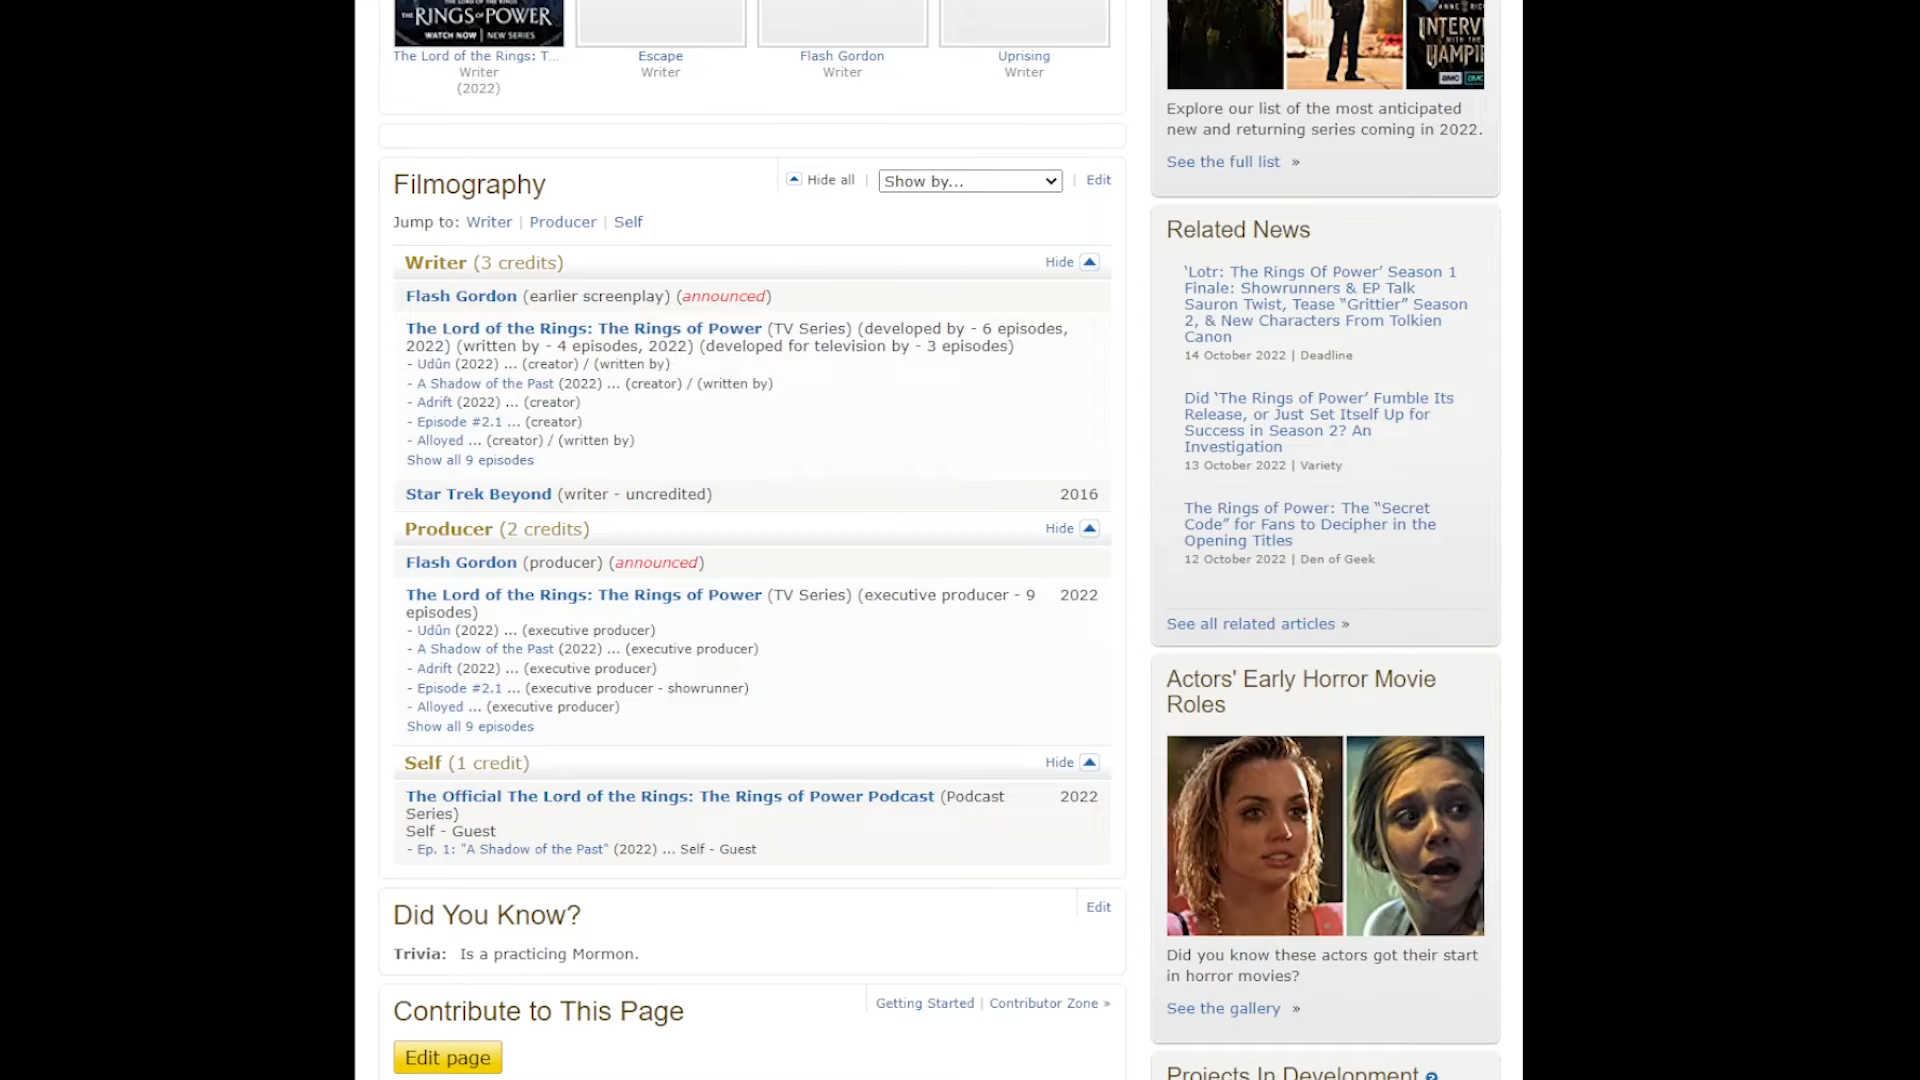 THE LORD OF THE RINGS
THE RINGS OF POWER
WATCH NOW | NEW SERIES
The Lord of the Rings: T...
Writer
(2022)
Escape
Writer
Flash Gordon
Writer
Uprising
Writer
Filmography
Hide all | Show by... | Edit
Jump to: Writer | Producer | Self
Writer (3 credits)
Hide
Flash Gordon (earlier screenplay) (announced)
The Lord of the Rings: The Rings of Power (TV Series) (developed by - 6 episodes,
2022) (written by - 4 episodes, 2022) (developed for television by - 3 episodes)
- Udûn (2022) ... (creator) / (written by)
- A Shadow of the Past (2022) ... (creator) / (written by)
- Adrift (2022) ... (creator)
- Episode #2.1 ... (creator)
- Alloyed ... (creator) / (written by)
Show all 9 episodes
Star Trek Beyond (writer - uncredited) 2016
Producer (2 credits)
Hide
Flash Gordon (producer) (announced)
The Lord of the Rings: The Rings of Power (TV Series) (executive producer - 9 2022
episodes)
- Udûn (2022) ... (executive producer)
- A Shadow of the Past (2022) ... (executive producer)
- Adrift (2022) ... (executive producer)
- Episode #2.1 ... (executive producer - showrunner)
- Alloyed ... (executive producer)
Show all 9 episodes
Self (1 credit)
Hide
The Official The Lord of the Rings: The Rings of Power Podcast (Podcast 2022
Series)
Self - Guest
- Ep. 1: "A Shadow of the Past" (2022) ... Self - Guest
Did You Know?
Edit
Trivia: Is a practicing Mormon.
Contribute to This Page
Getting Started | Contributor Zone »
Edit page
ANNE RIC
INTERV
WITH THE
VAMPI
AMC
Explore our list of the most anticipated
new and returning series coming in 2022.
See the full list »
Related News
‘Lotr: The Rings Of Power’ Season 1
Finale: Showrunners & EP Talk
Sauron Twist, Tease “Grittier” Season
2, & New Characters From Tolkien
Canon
14 October 2022 | Deadline
Did ‘The Rings of Power’ Fumble Its
Release, or Just Set Itself Up for
Success in Season 2? An
Investigation
13 October 2022 | Variety
The Rings of Power: The “Secret
Code” for Fans to Decipher in the
Opening Titles
12 October 2022 | Den of Geek
See all related articles »
Actors' Early Horror Movie
Roles
Did you know these actors got their start
in horror movies?
See the gallery »
Projects In Development ?